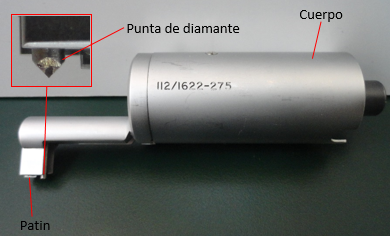 Punta de diamante
Cuerpo
112/1622-275
Patin